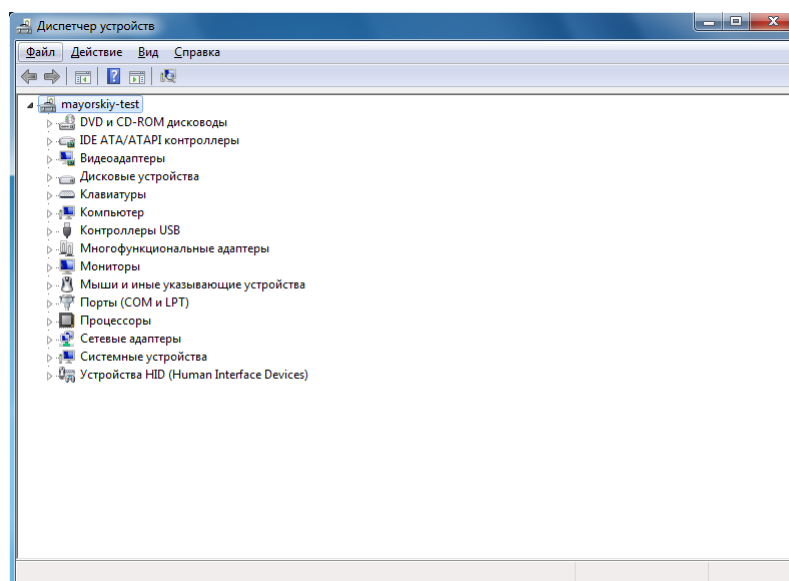 Диспетчер устройств
Файл Действие Вид Справка
mayorskiy-test
DVD и CD-ROM дисководы
IDE ATA/ATAPI контроллеры
Видеоадаптеры
Дисковые устройства
Клавиатуры
Компьютер
Контроллеры USB
Многофункциональные адаптеры
Мониторы
Мыши и иные указывающие устройства
Порты (COM и LPT)
Процессоры
Сетевые адаптеры
Системные устройства
Устройства HID (Human Interface Devices)